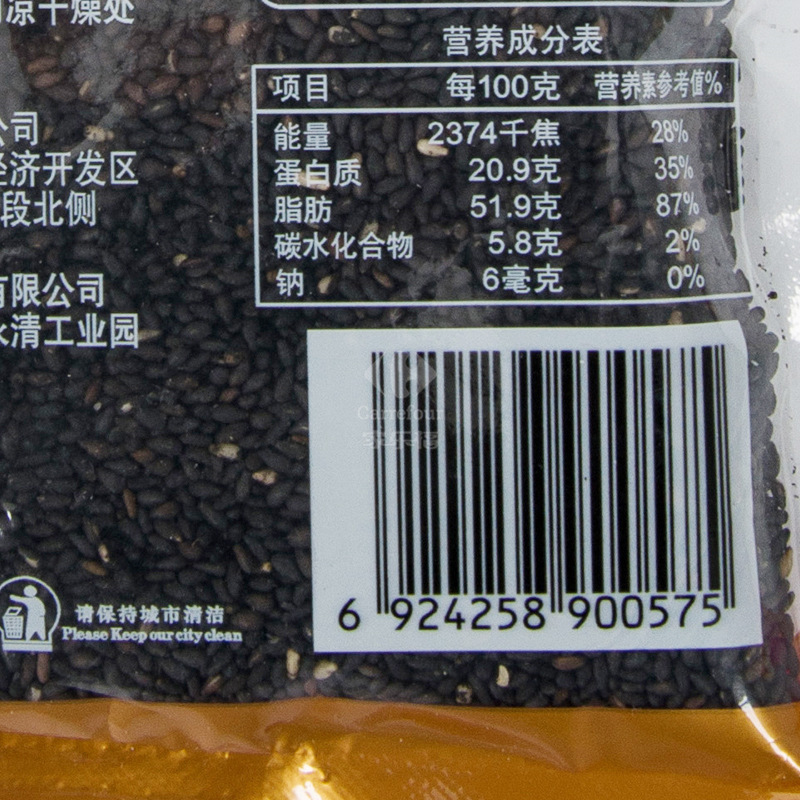 凉干燥处
公司
经济开发区
段北侧
有限公司
永清工业园
营养成分表
项目 每100克 营养素参考值%
能量 2374千焦 28%
蛋白质 20.9克 35%
脂肪 51.9克 87%
碳水化合物 5.8克 2%
钠 6毫克 0%
Carrefour
家乐福
6 924258 900575
请保持城市清洁
Please Keep our city clean